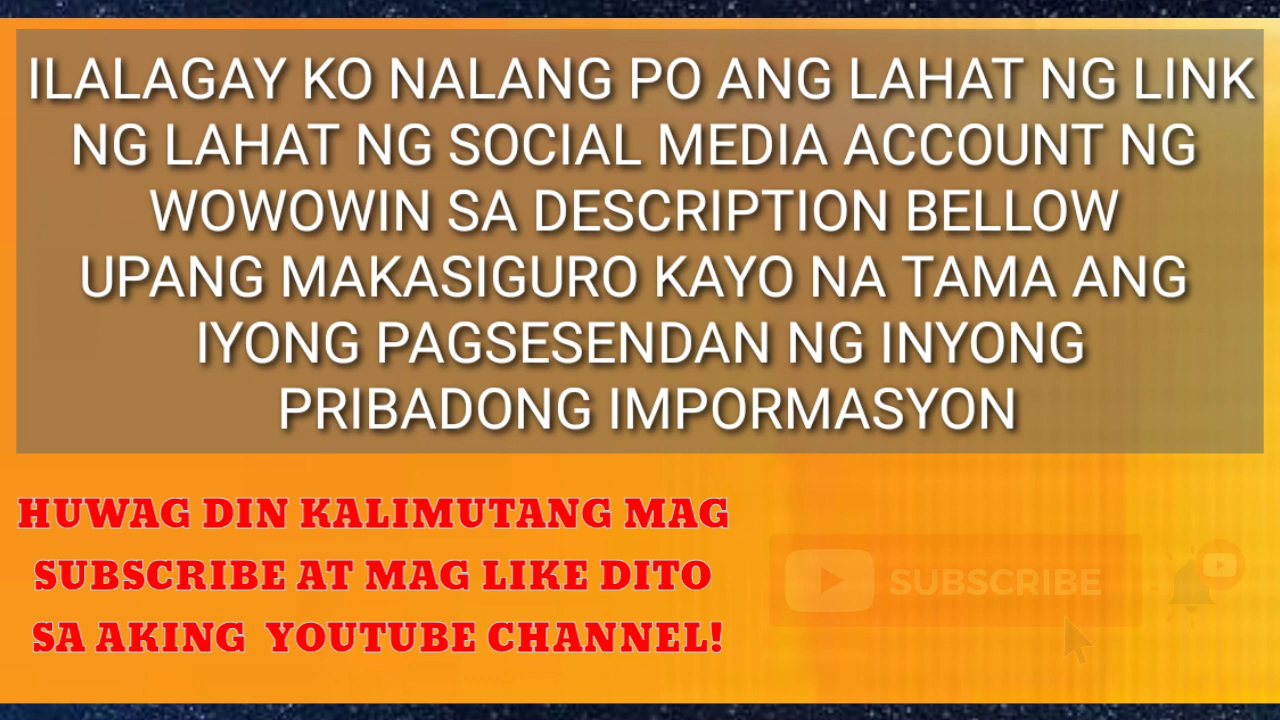 ILALAGAY KO NALANG PO ANG LAHAT NG LINK
NG LAHAT NG SOCIAL MEDIA ACCOUNT NG
WOWOWIN SA DESCRIPTION BELLOW
UPANG MAKASIGURO KAYO NA TAMA ANG
IYONG PAGSESENDAN NG INYONG
PRIBADONG IMPORMASYON
HUWAG DIN KALIMUTANG MAG
SUBSCRIBE AT MAG LIKE DITO
SA AKING YOUTUBE CHANNEL!
SUBSCRIBE